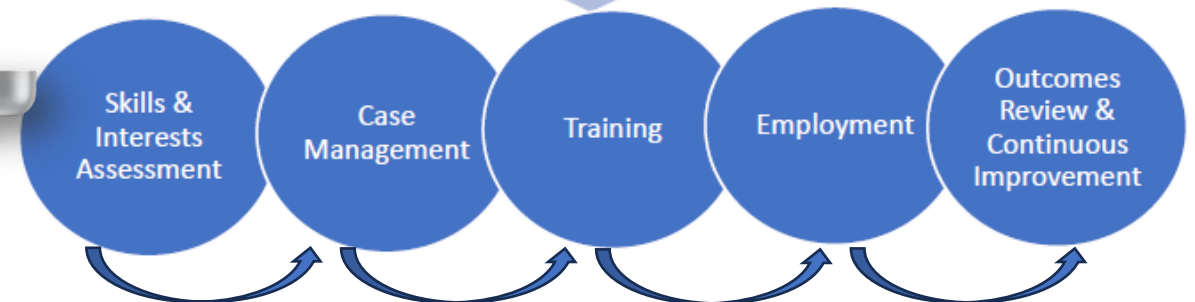 Skills &
Interests
Assessment
Case
Management
Training
Employment
Outcomes
Review &
Continuous
Improvement